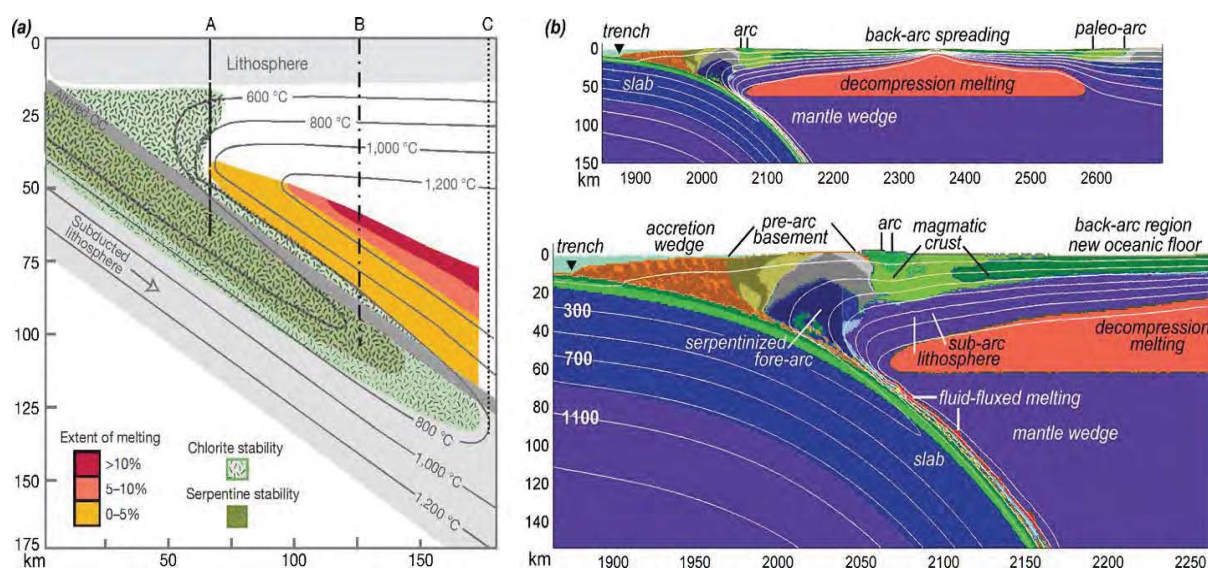 (a)
A
B
C
0
25
50
75
100
125
150
175
km
50
100
150
Lithosphere
600 °C
800 °C
1,000 °C
1,200 °C
Subducted
lithosphere
800 °C
1,000 °C
1,200 °C
Extent of melting
>10%
5–10%
0–5%
Chlorite stability
Serpentine stability
(b)
trench
arc
back-arc spreading
paleo-arc
0
50
100
150
km
slab
decompression melting
mantle wedge
1900
2000
2100
2200
2300
2400
2500
2600
trench
accretion
wedge
pre-arc
basement
arc
magmatic
crust
back-arc region
new oceanic floor
0
20
40
60
80
100
120
140
km
300
700
1100
serpentinized
fore-arc
sub-arc
lithosphere
decompression
melting
fluid-fluxed melting
mantle wedge
slab
1900
1950
2000
2050
2100
2150
2200
2250